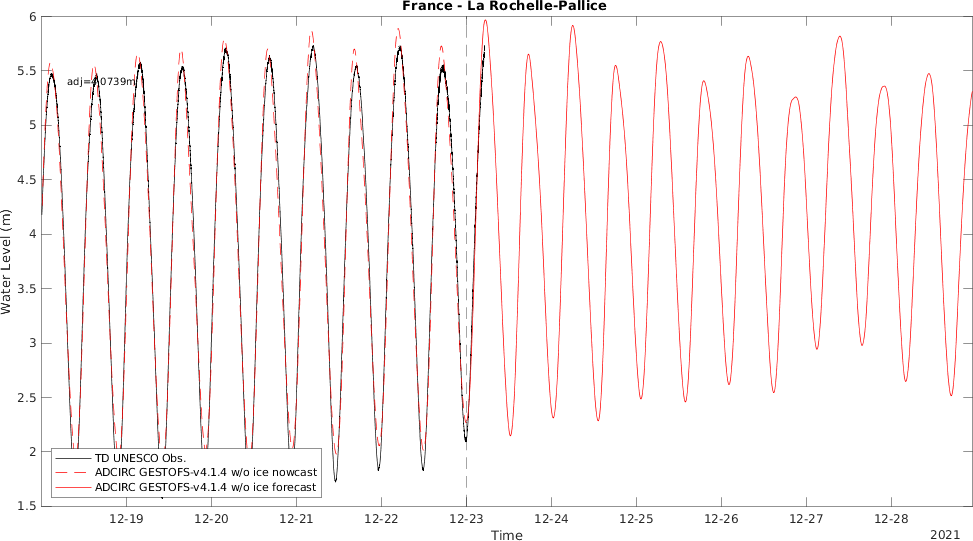 France - La Rochelle-Pallice
6
5.5
5
4.5
4
3.5
3
2.5
2
1.5
Water Level (m)
adj=4.0739m
TD UNESCO Obs.
ADCIRC GESTOFS-v4.1.4 w/o ice nowcast
ADCIRC GESTOFS-v4.1.4 w/o ice forecast
12-19 12-20 12-21 12-22 12-23 12-24 12-25 12-26 12-27 12-28
Time
2021